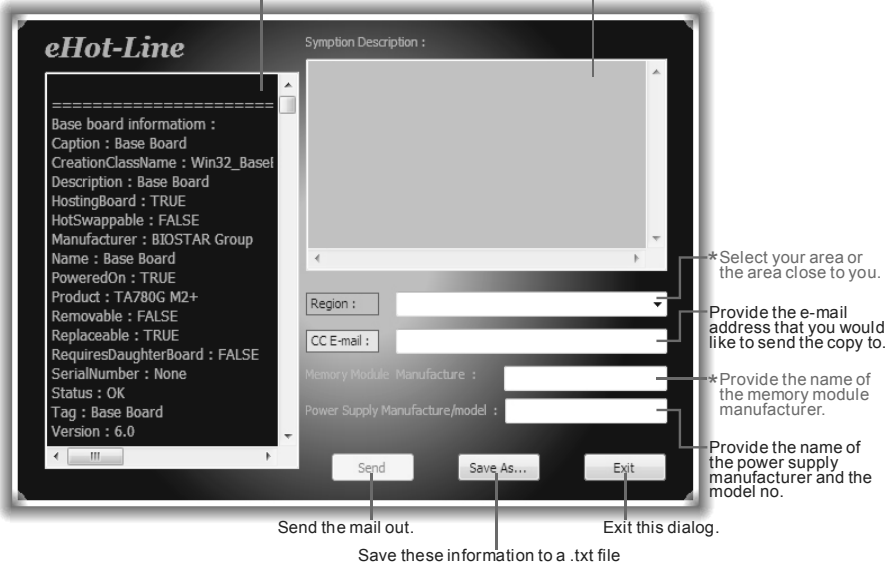 eHot-Line
Symption Description :
========================
Base board informatiom :
Caption : Base Board
CreationClassName : Win32_BaseB
Description : Base Board
HostingBoard : TRUE
HotSwappable : FALSE
Manufacturer : BIOSTAR Group
Name : Base Board
PoweredOn : TRUE
Product : TA780G M2+
Removable : FALSE
Replaceable : TRUE
RequiresDaughterBoard : FALSE
SerialNumber : None
Status : OK
Tag : Base Board
Version : 6.0
Region :
CC E-mail :
Memory Module Manufacture :
Power Supply Manufacture/model :
Send
Save As...
Exit
*Select your area or
the area close to you.
Provide the e-mail
address that you would
like to send the copy to.
*Provide the name of
the memory module
manufacturer.
Provide the name of
the power supply
manufacturer and the
model no.
Send the mail out.
Exit this dialog.
Save these information to a .txt file